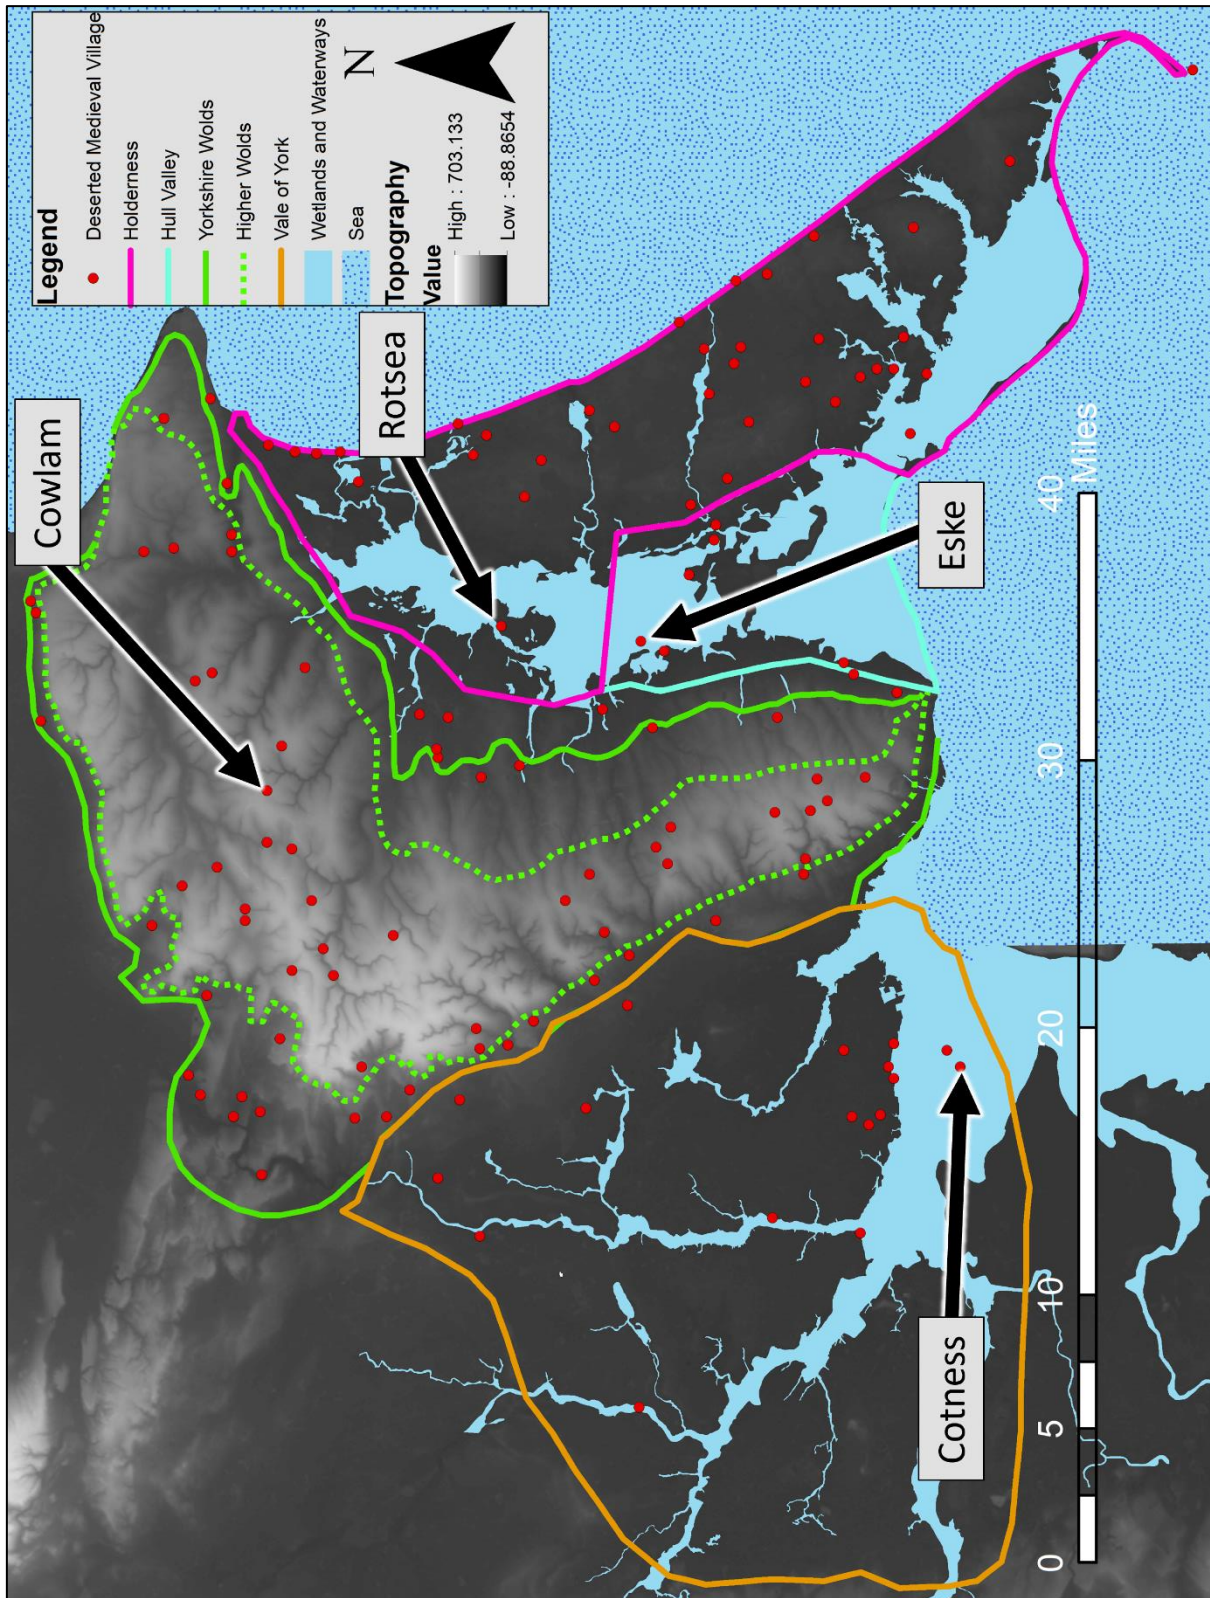 Cowlam
Rotsea
Legend
Deserted Medieval Village
Holderness
Hull Valley
Yorkshire Wolds
Higher Wolds
Vale of York
Wetlands and Waterways
Sea
Topography
Value
High : 703.133
Low : -88.8654
N
Cotness
Eske
0 5 10 20 30 40
Miles